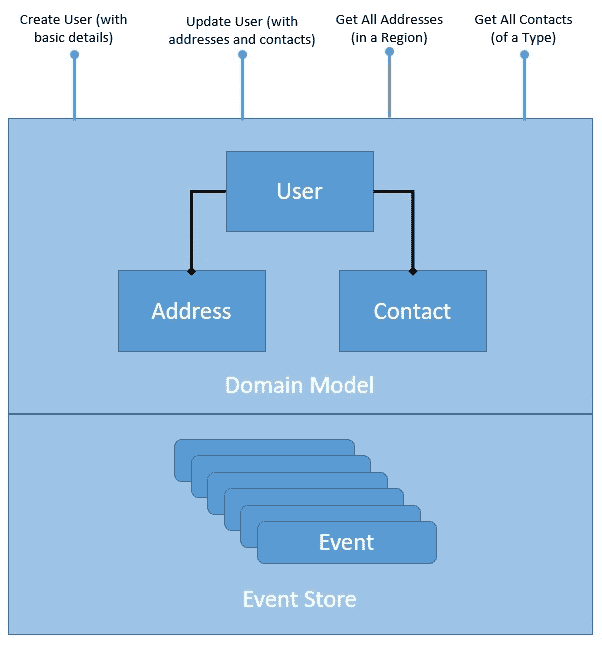 Create User (with
basic details)
Update User (with
addresses and contacts)
Get All Addresses
(in a Region)
Get All Contacts
(of a Type)
User
Address
Contact
Domain Model
Event
Event Store